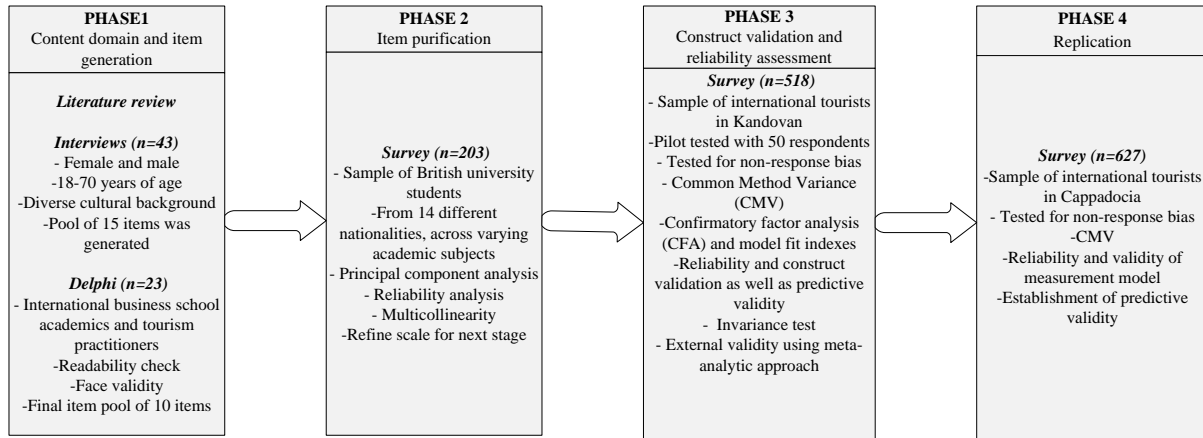 PHASE1
Content domain and item
generation
Literature review
Interviews (n=43)
- Female and male
-18-70 years of age
-Diverse cultural background
-Pool of 15 items was
generated
Delphi (n=23)
- International business school
academics and tourism
practitioners
-Readability check
-Face validity
-Final item pool of 10 items
PHASE 2
Item purification
Survey (n=203)
- Sample of British university
students
-From 14 different
nationalities, across varying
academic subjects
- Principal component analysis
- Reliability analysis
- Multicollinearity
-Refine scale for next stage
PHASE 3
Construct validation and
reliability assessment
Survey (n=518)
- Sample of international tourists
in Kandovan
-Pilot tested with 50 respondents
- Tested for non-response bias
- Common Method Variance
(CMV)
-Confirmatory factor analysis
(CFA) and model fit indexes
-Reliability and construct
validation as well as predictive
validity
- Invariance test
- External validity using meta-
analytic approach
PHASE 4
Replication
Survey (n=627)
-Sample of international tourists
in Cappadocia
- Tested for non-response bias
-CMV
-Reliability and validity of
measurement model
-Establishment of predictive
validity